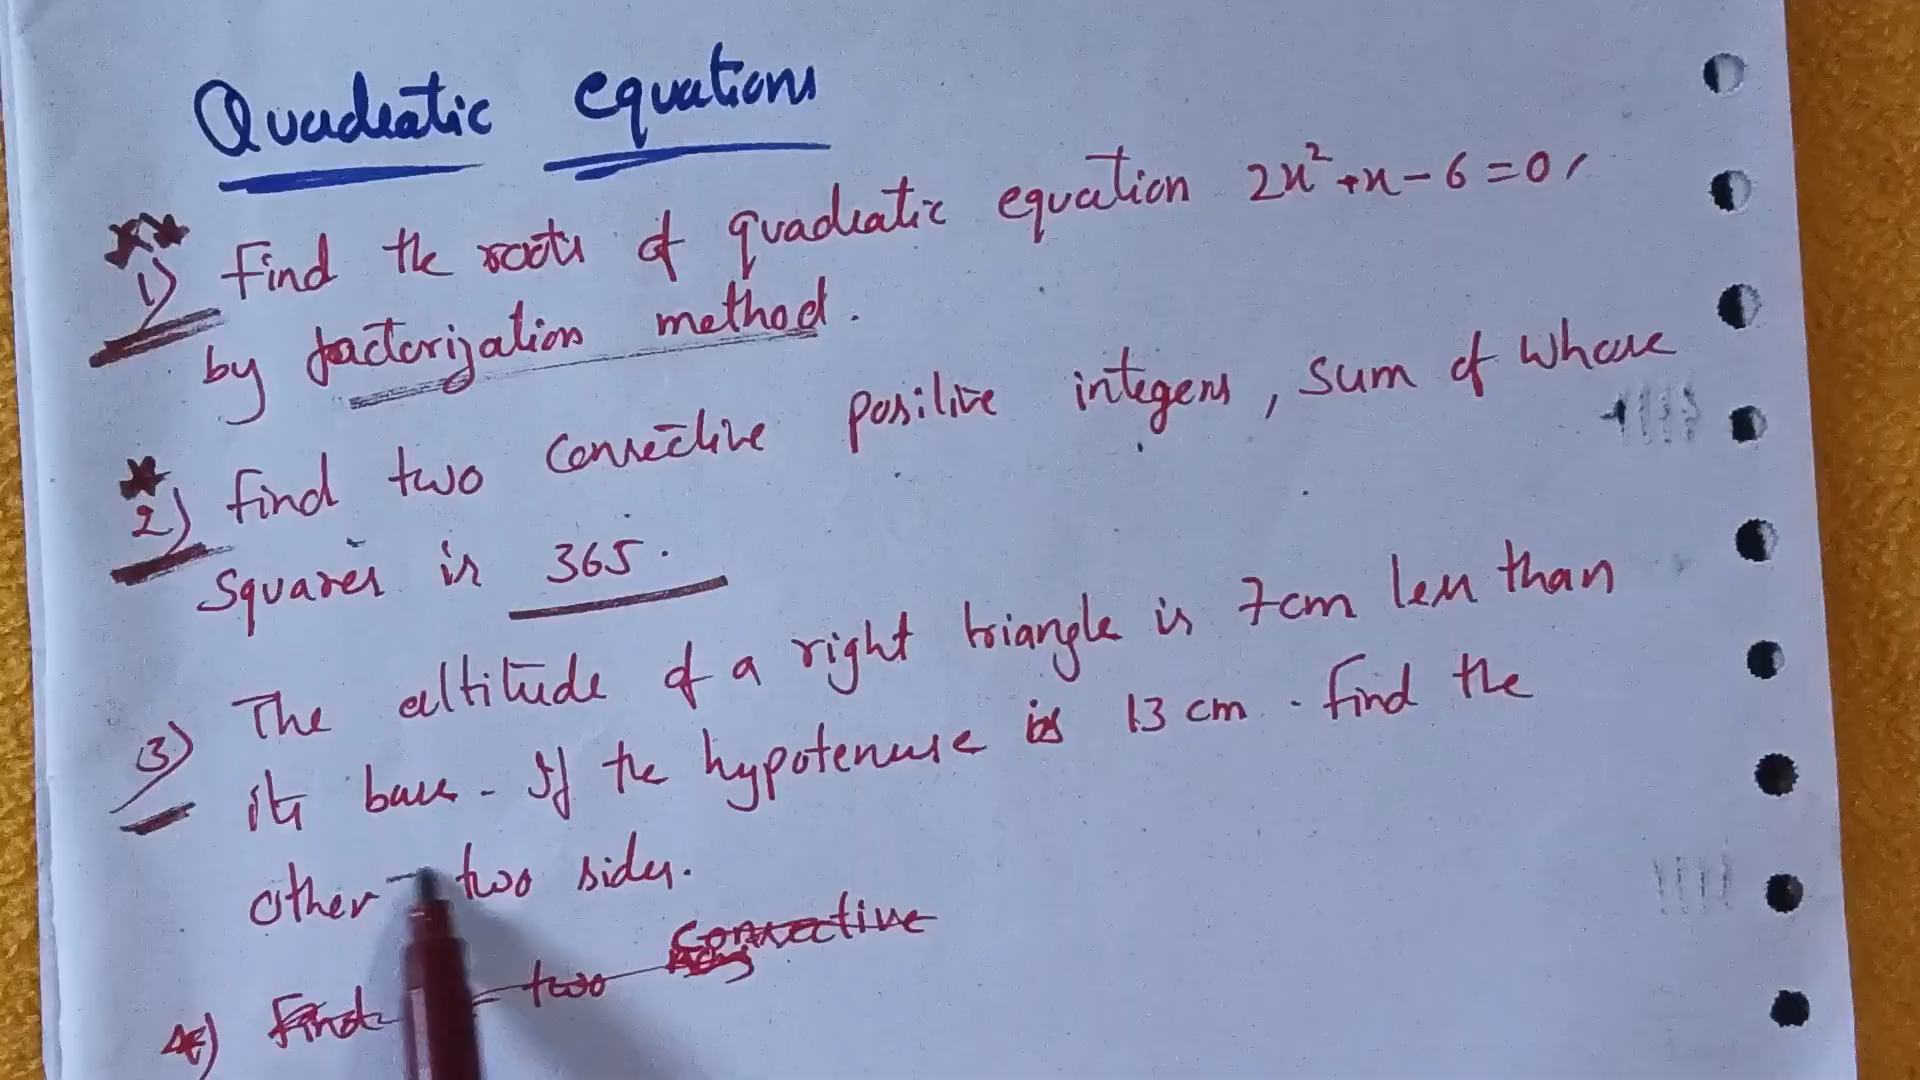 Quadratic equations
1) Find the roots of quadratic equation 2x²+x-6=0,
by factorization method.
2) find two consective positive integers, sum of whose
squares is 365.
3) The altitude of a right triangle is 7cm less than
its base. If the hypotenuse is 13 cm. find the
other two sides.
4) Find two consective